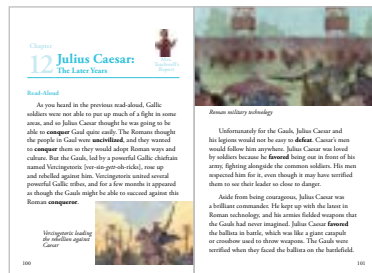 Chapter
12
Julius Caesar:
The Later Years
Read-Aloud
As you heard in the previous read-aloud, Gallic
soldiers were not able to put up much of a fight in some
areas, and so Julius Caesar thought he was going to be
able to conquer Gaul quite easily. The Romans thought
the people in Gaul were uncivilized, and they wanted
to conquer them so they would adopt Roman ways and
culture. But the Gauls, led by a powerful Gallic chieftain
named Vercingetorix [ver-sin-get-oh-ricks], rose up
and rebelled against him. Vercingetorix united several
powerful Gallic tribes, and for a few months it appeared
as though the Gauls might be able to succeed against this
Roman conqueror.
Vercingetorix leading
the rebellion against
Caesar
100
Roman military technology
Unfortunately for the Gauls, Julius Caesar and
his legions would not be easy to defeat. Caesar's men
would follow him anywhere. Julius Caesar was loved
by soldiers because he favored being out in front of his
army, fighting alongside the common soldiers. His men
respected him for it, even though it may have terrified
them to see their leader so close to danger.
Aside from being courageous, Julius Caesar was
a brilliant commander. He kept up with the latest in
Roman technology, and his armies fielded weapons that
the Gauls had never imagined. Julius Caesar favored
the ballista in battle, which was like a giant catapult
or crossbow used to throw weapons. The Gauls were
terrified when they faced the ballista on the battlefield.
101